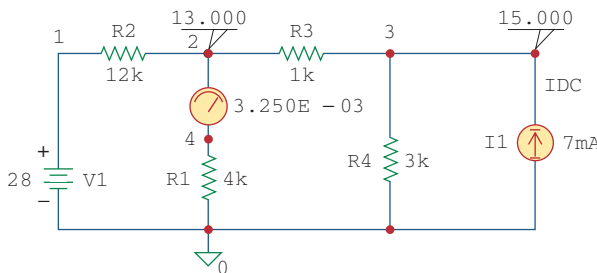 13.000
15.000
1
R2
2
R3
3
12k
1k
IDC
3.250E -03
4
I1
7mA
28
V1
R1
4k
R4
3k
0